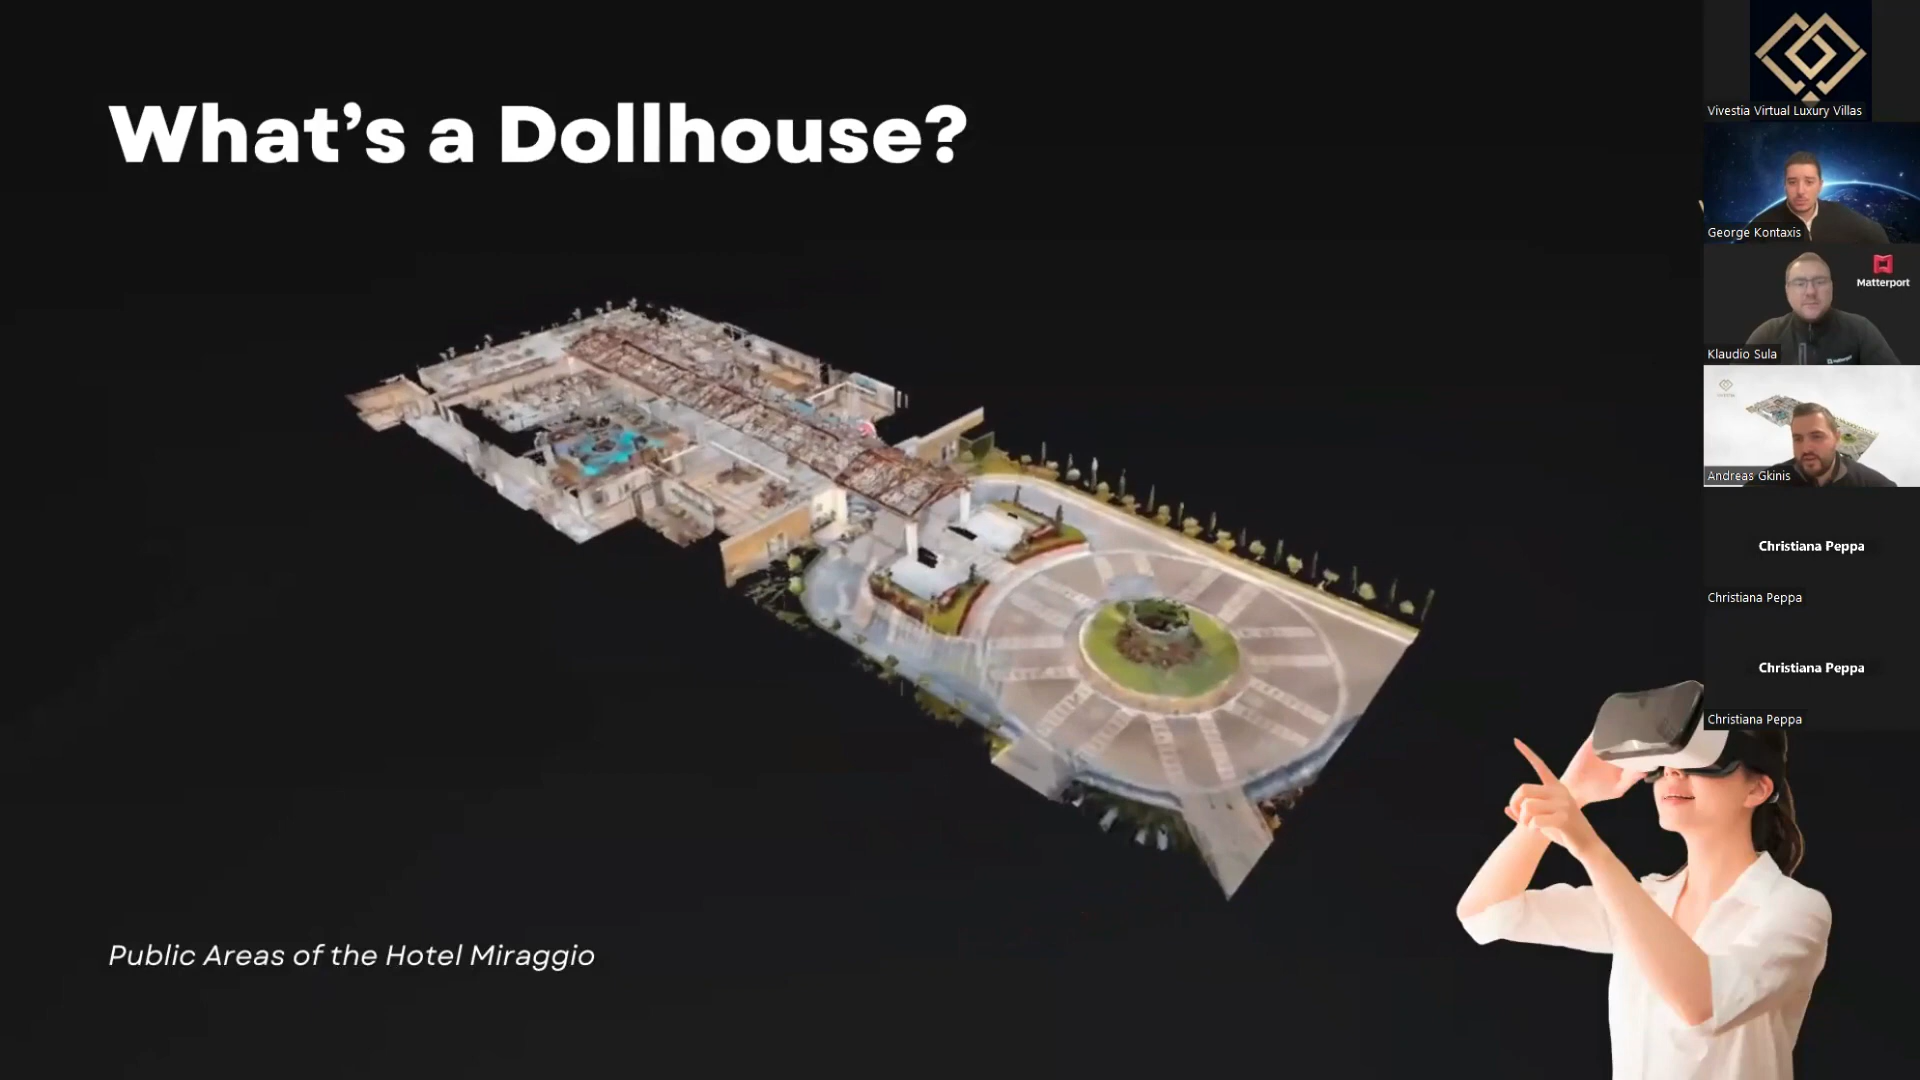 What's a Dollhouse?
Public Areas of the Hotel Miraggio
Vivestia Virtual Luxury Villas
George Kontaxis
Matterport
Klaudio Sula
Andreas Gkinis
Christiana Peppa
Christiana Peppa
Christiana Peppa
Christiana Peppa